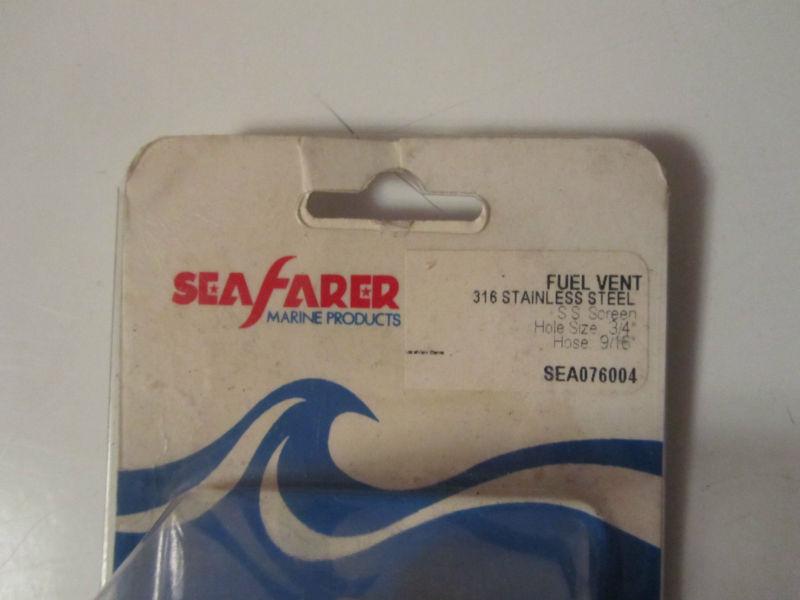 SEAFARER
MARINE PRODUCTS
FUEL VENT
316 STAINLESS STEEL
S.S. Screen
Hole Size 3/4"
Hose 9/16"
SEA076004